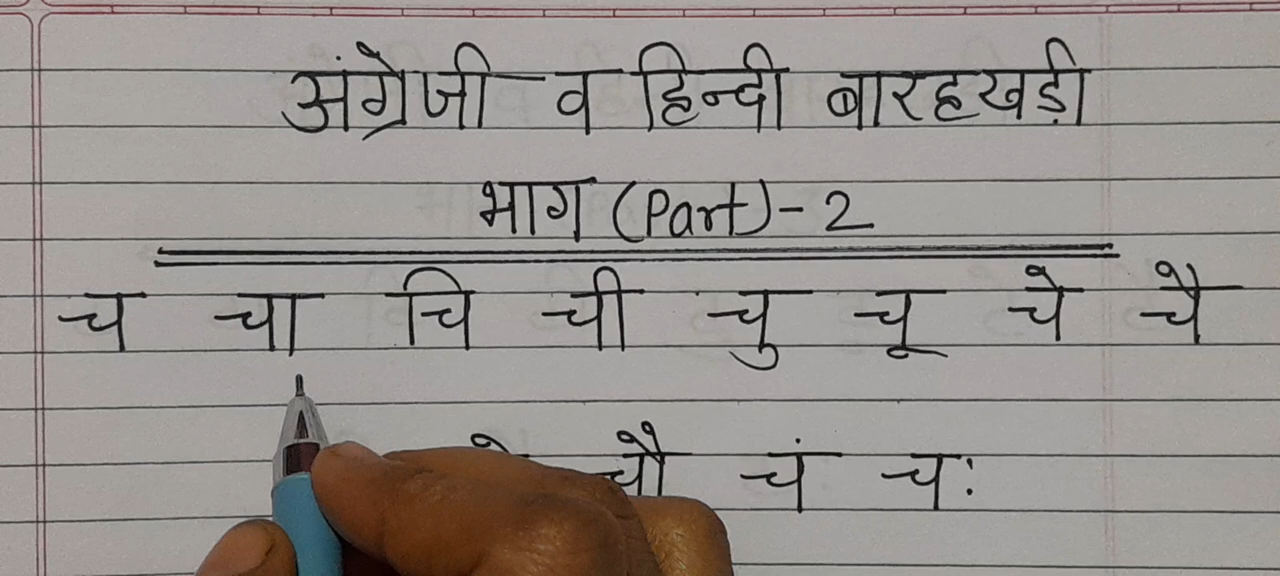 अंग्रेजी व हिन्दी बारहखड़ी
भाग (Part)-2
च चा चि ची चु चू चे चै
चौ चं चः